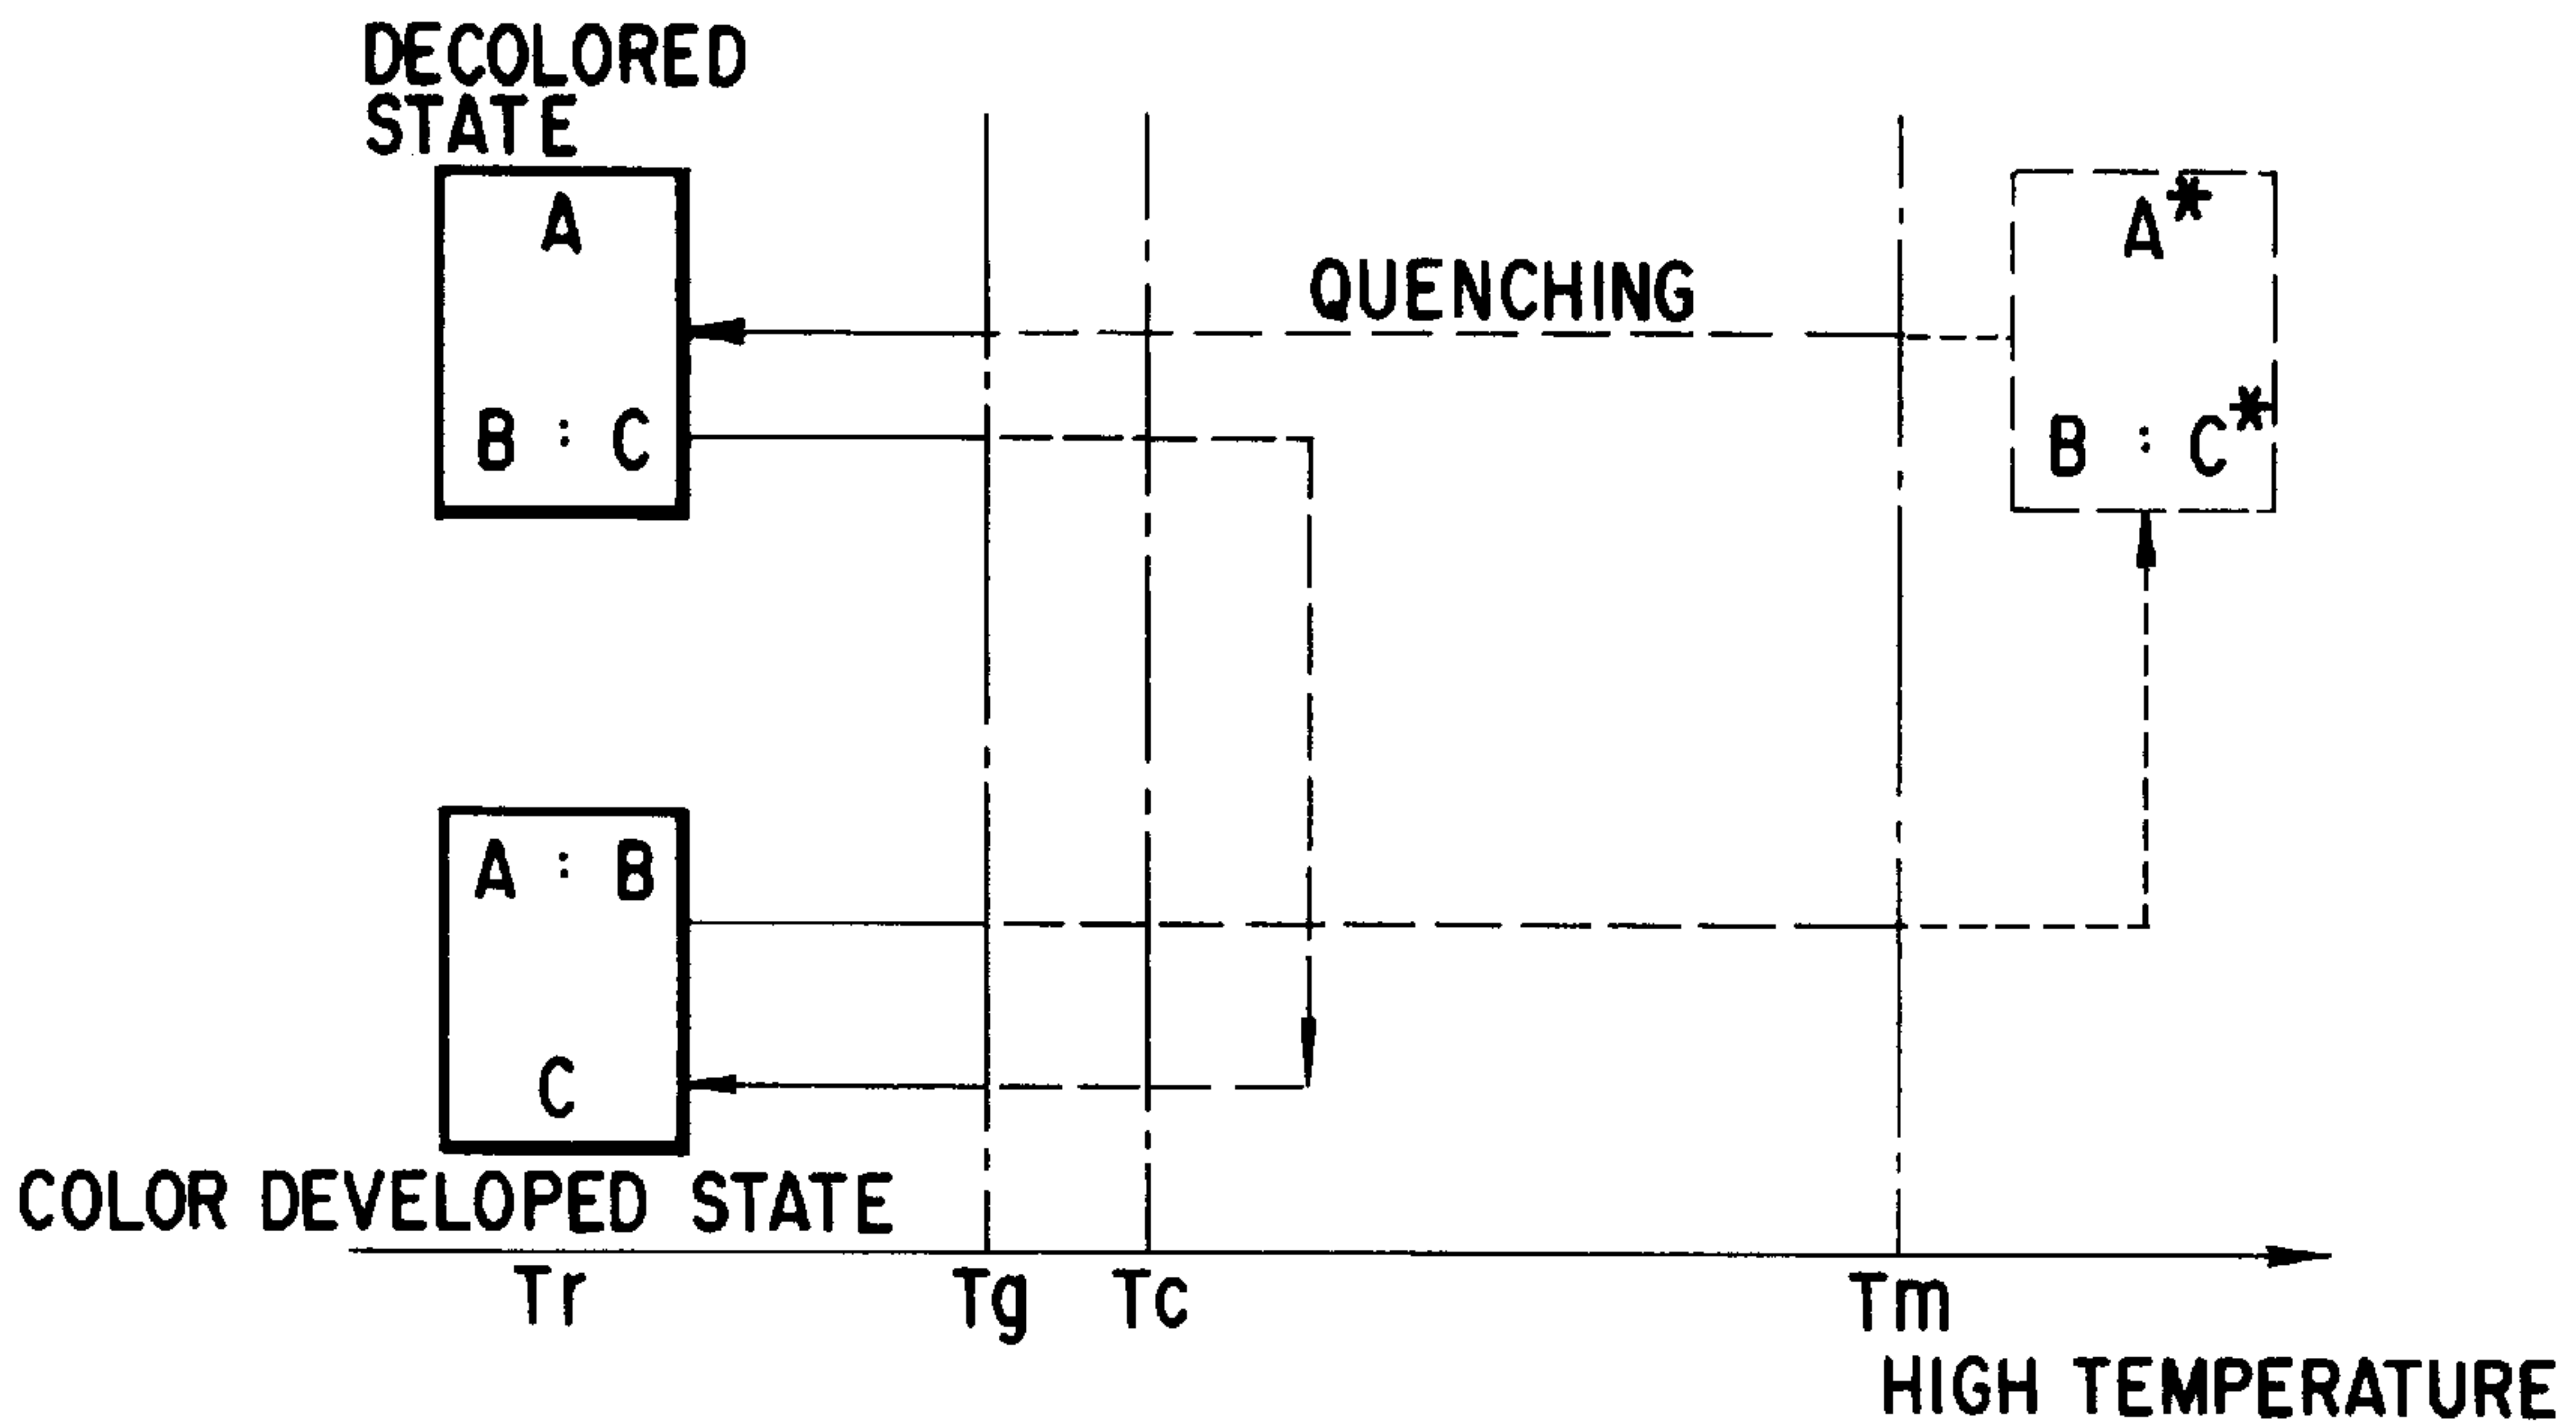 DECOLORED
STATE
A
B : C
QUENCHING
A*
B : C*
A : B
C
COLOR DEVELOPED STATE
Tr
Tg
Tc
Tm
HIGH TEMPERATURE